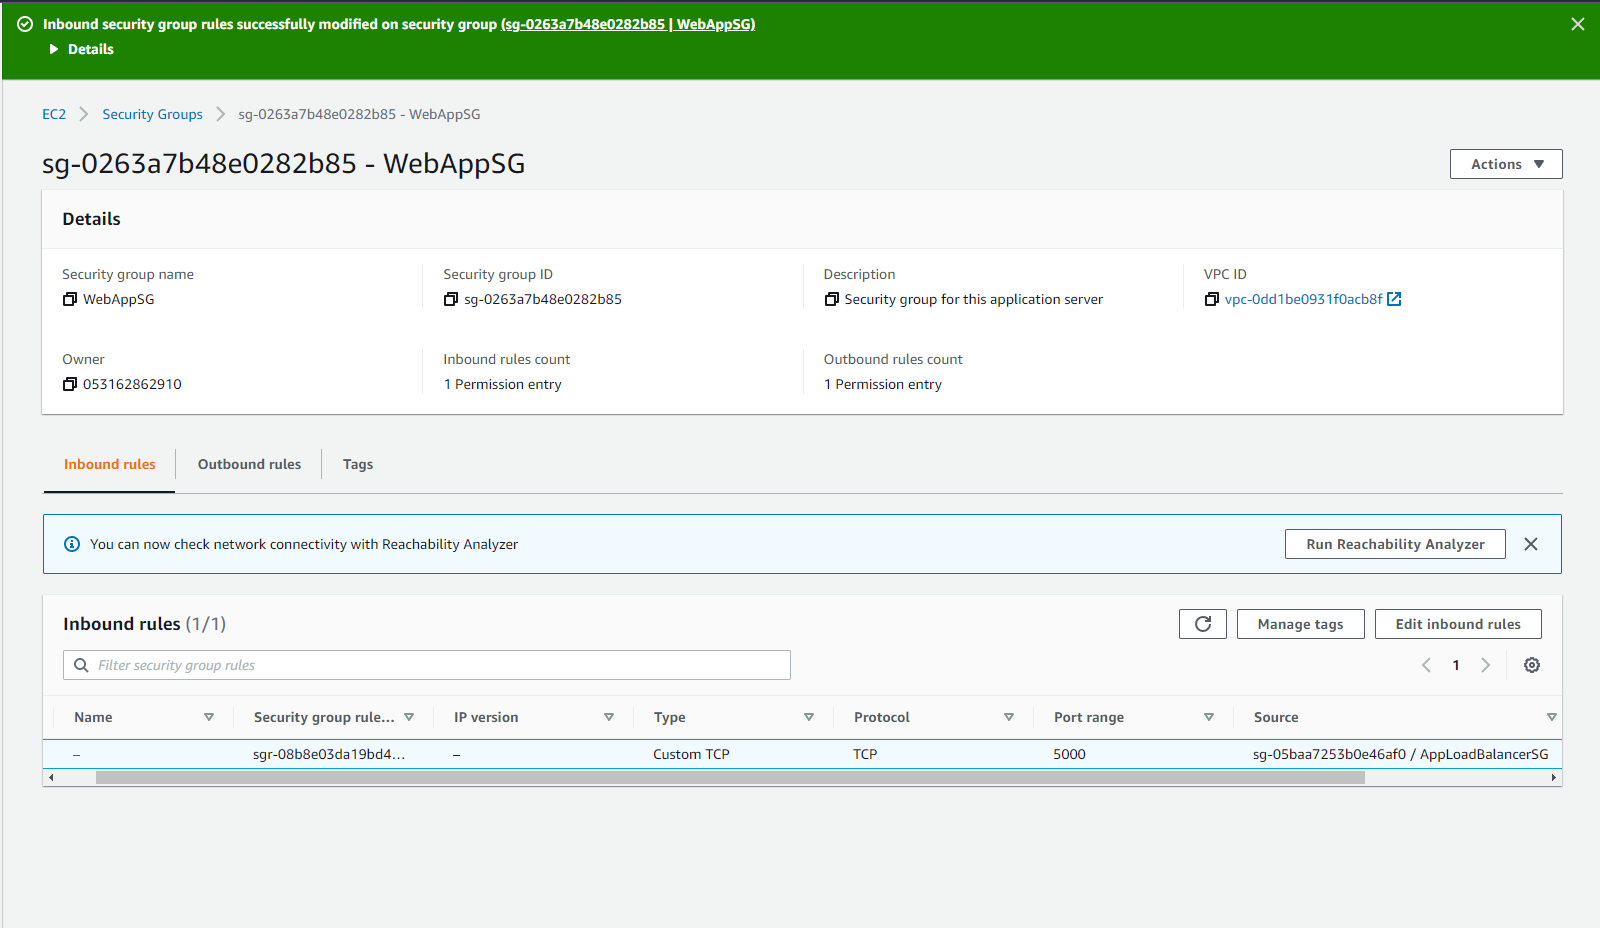 Inbound security group rules successfully modified on security group (sg-0263a7b48e0282b85 | WebAppSG)
Details
EC2 Security Groups sg-0263a7b48e0282b85 - WebAppSG
sg-0263a7b48e0282b85 - WebAppSG
Actions
Details
Security group name Security group ID Description VPC ID
WebAppSG sg-0263a7b48e0282b85 Security group for this application server vpc-0dd1be0931f0acb8f
Owner Inbound rules count Outbound rules count
053162862910 1 Permission entry 1 Permission entry
Inbound rules Outbound rules Tags
You can now check network connectivity with Reachability Analyzer Run Reachability Analyzer
Inbound rules (1/1) Manage tags Edit inbound rules
Filter security group rules 1
Name Security group rule... IP version Type Protocol Port range Source
– sgr-08b8e03da19bd4... – Custom TCP TCP 5000 sg-05baa7253b0e46af0 / AppLoadBalancerSG